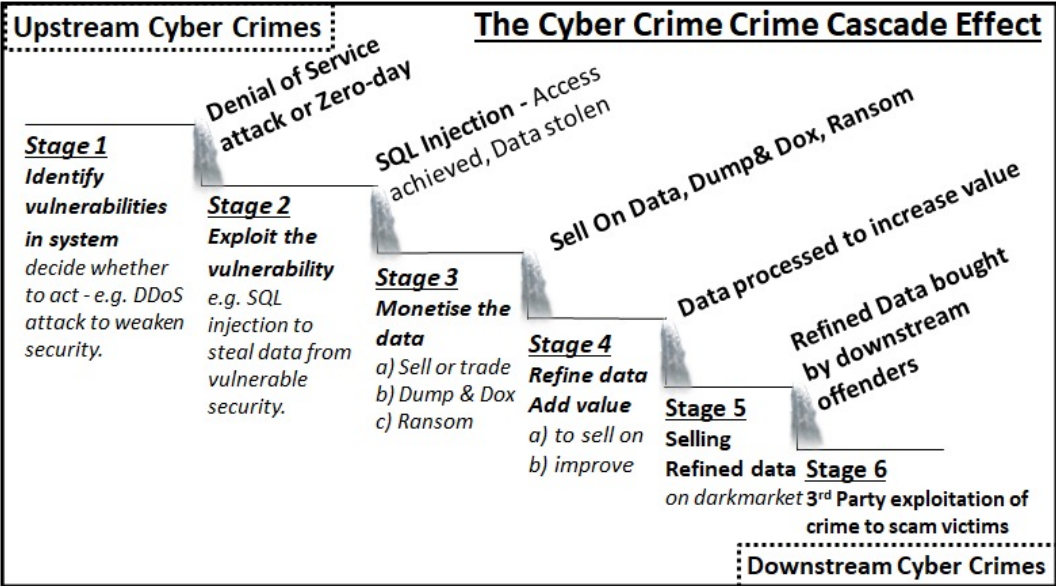 Upstream Cyber Crimes
The Cyber Crime Crime Cascade Effect
Denial of Service
attack or Zero-day
Stage 1
Identify
vulnerabilities
in system
decide whether
to act - e.g. DDoS
attack to weaken
security.
SQL Injection - Access
achieved, Data stolen
Stage 2
Exploit the
vulnerability
e.g. SQL
injection to
steal data from
vulnerable
security.
Sell On Data, Dump& Dox, Ransom
Stage 3
Monetise the
data
a) Sell or trade
b) Dump & Dox
c) Ransom
Data processed to increase value
Stage 4
Refine data
Add value
a) to sell on
b) improve
Refined Data bought
by downstream
offenders
Stage 5
Selling
Refined data
on darkmarket
Stage 6
3rd Party exploitation of
crime to scam victims
Downstream Cyber Crimes